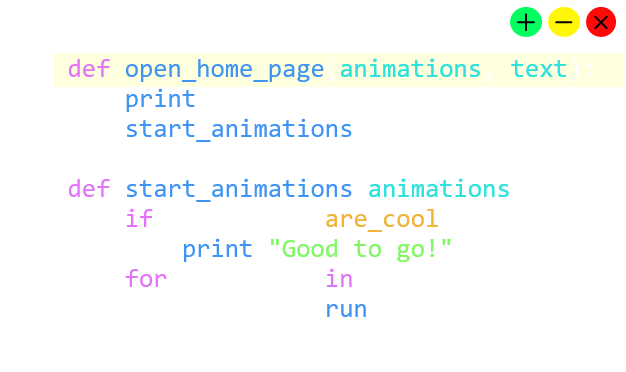 def open_home_page(animations, text):
print
start_animations
def start_animations animations
if are_cool
print "Good to go!"
for in
run